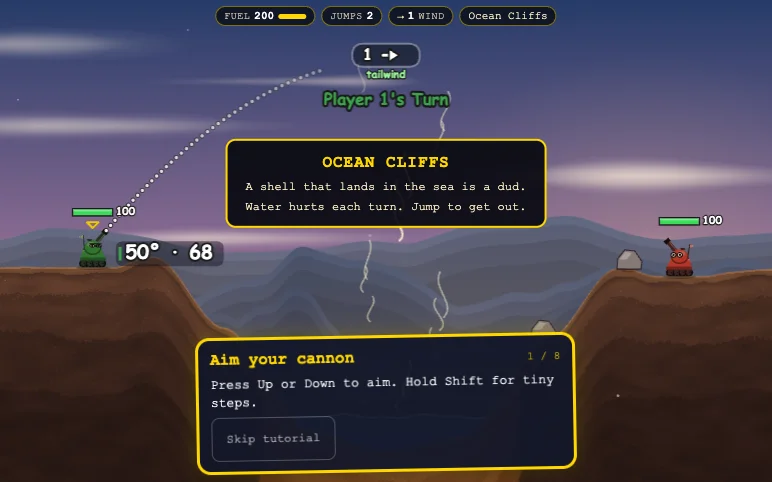 FUEL 200
JUMPS 2
→ 1 WIND
Ocean Cliffs
1
tailwind
Player 1's Turn
OCEAN CLIFFS
A shell that lands in the sea is a dud.
Water hurts each turn. Jump to get out.
100
100
50° · 68
Aim your cannon
1 / 8
Press Up or Down to aim. Hold Shift for tiny
steps.
Skip tutorial